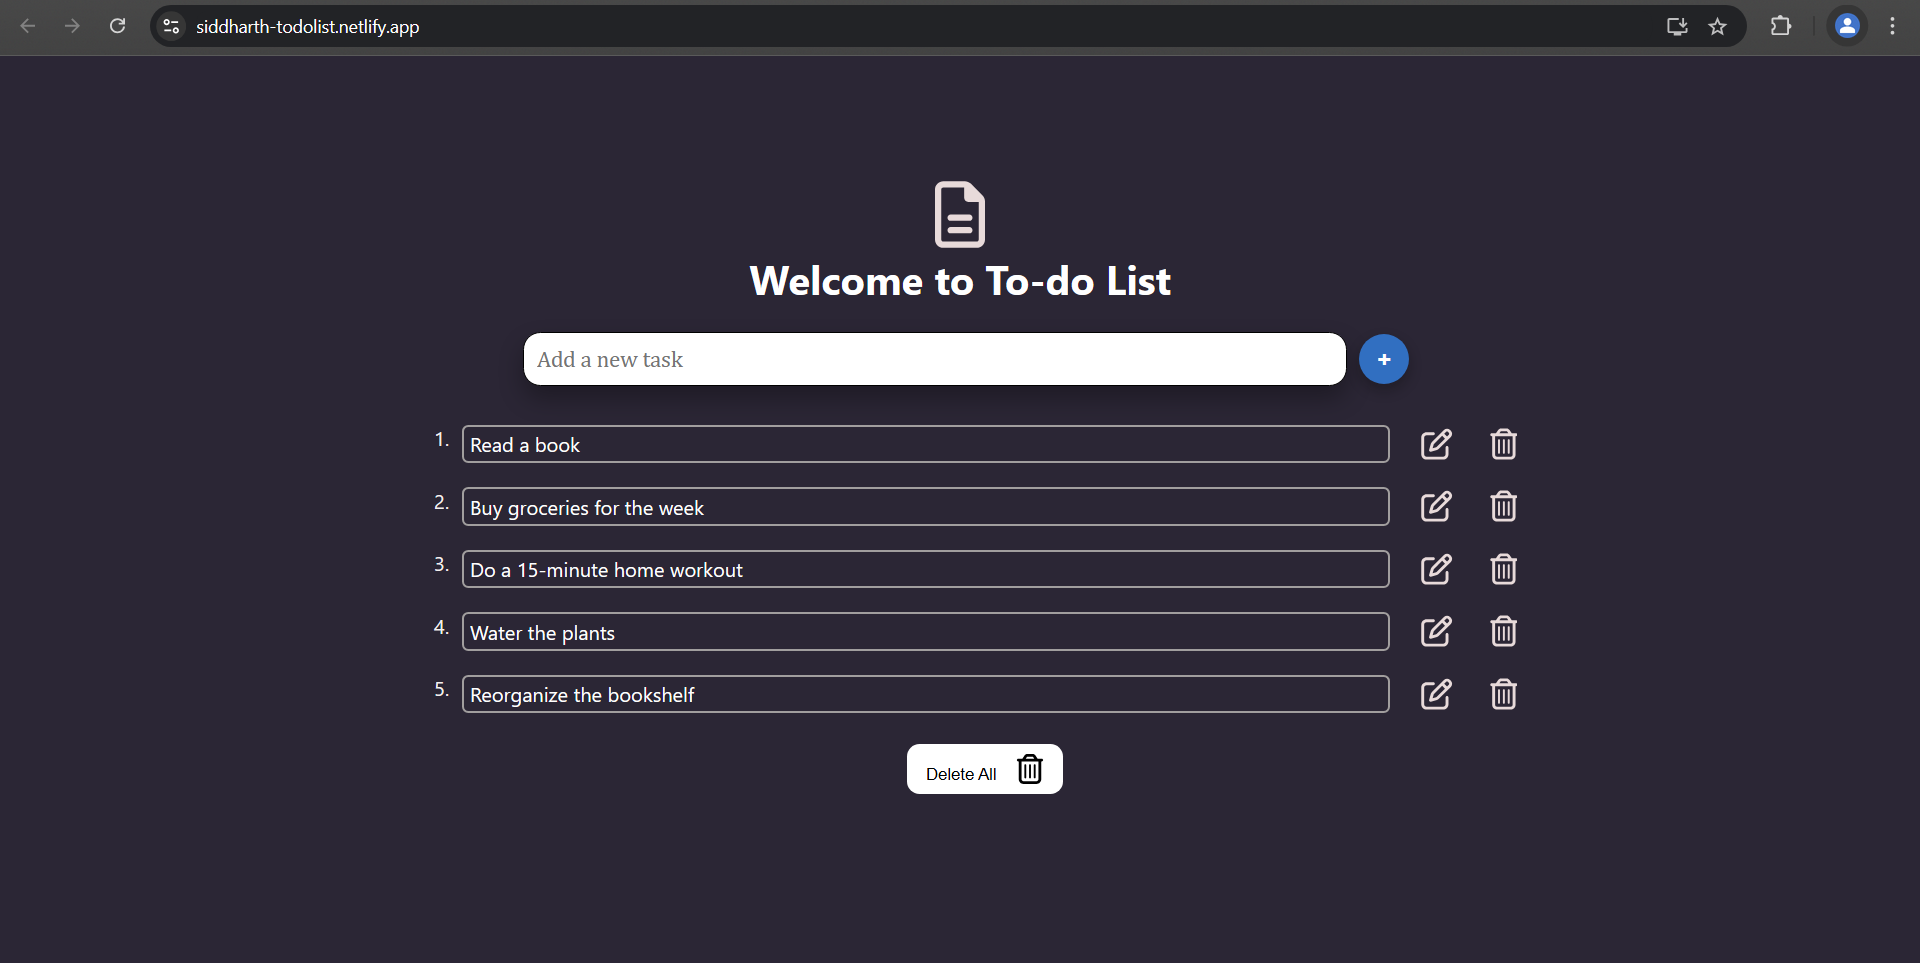 siddharth-todolist.netlify.app
Welcome to To-do List
Add a new task
+
1. Read a book
2. Buy groceries for the week
3. Do a 15-minute home workout
4. Water the plants
5. Reorganize the bookshelf
Delete All